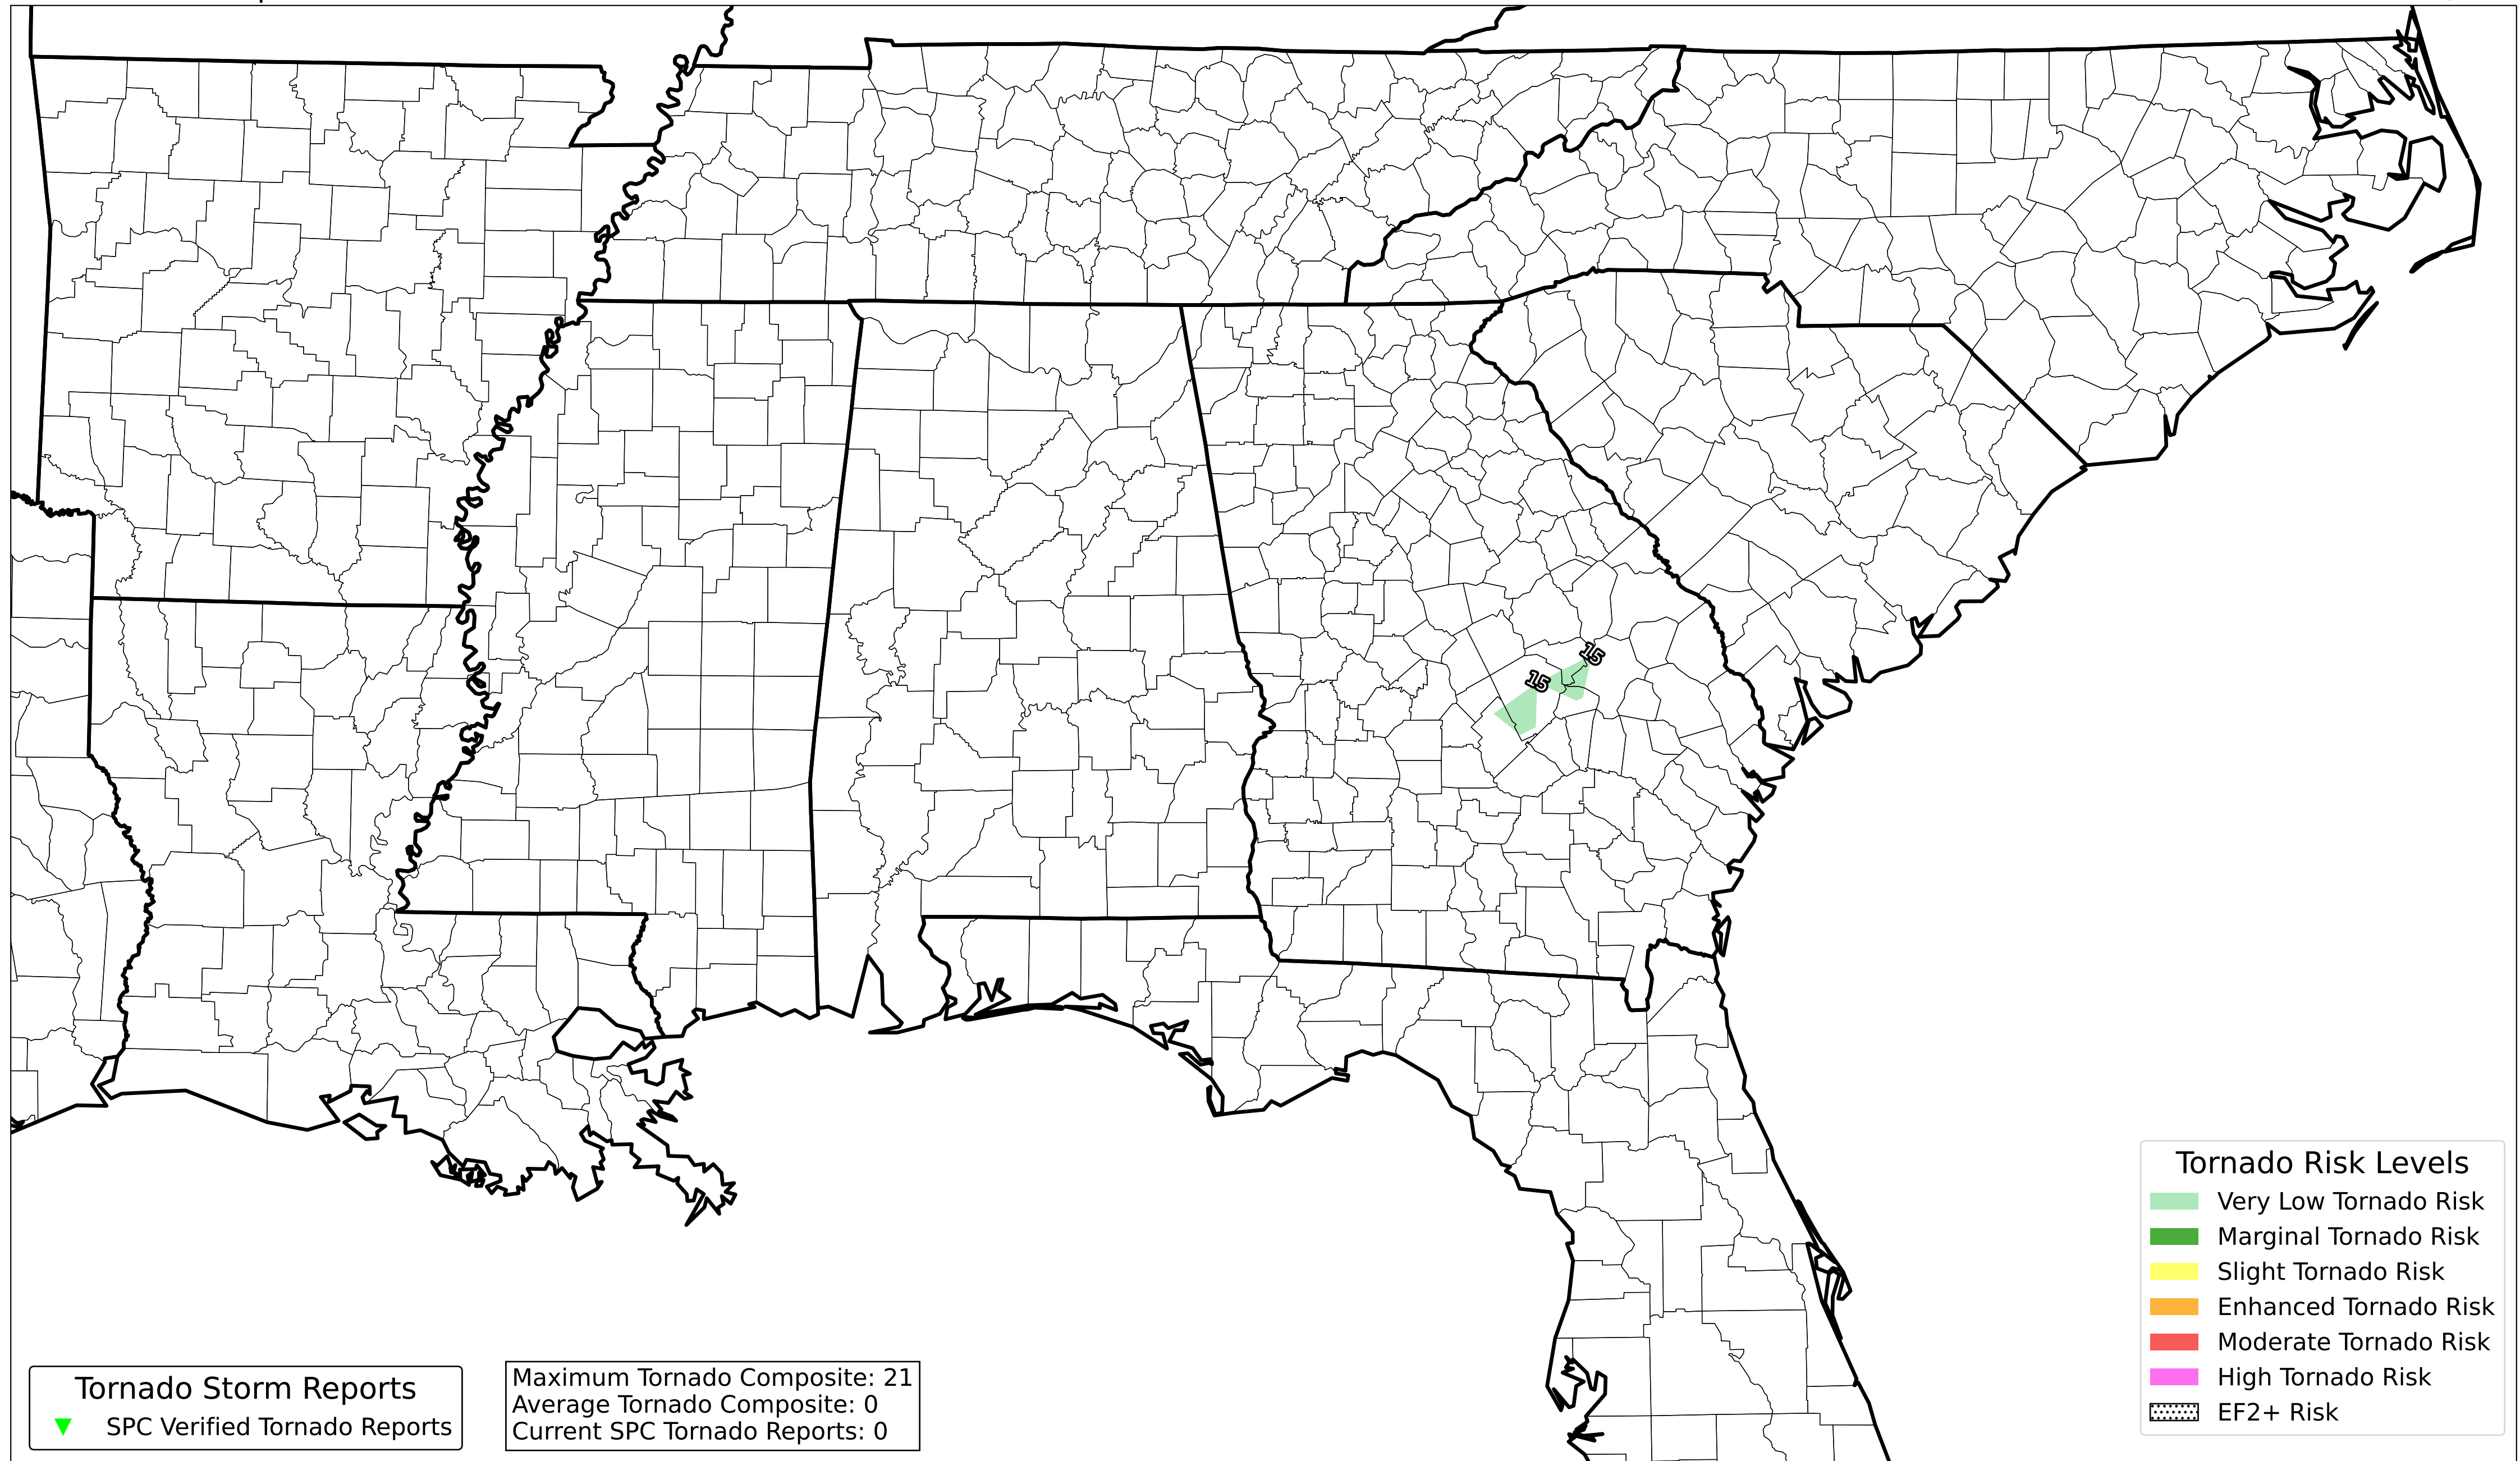 15
15
Tornado Risk Levels
Very Low Tornado Risk
Marginal Tornado Risk
Slight Tornado Risk
Enhanced Tornado Risk
Moderate Tornado Risk
High Tornado Risk
EF2+ Risk
Tornado Storm Reports
SPC Verified Tornado Reports
Maximum Tornado Composite: 21
Average Tornado Composite: 0
Current SPC Tornado Reports: 0